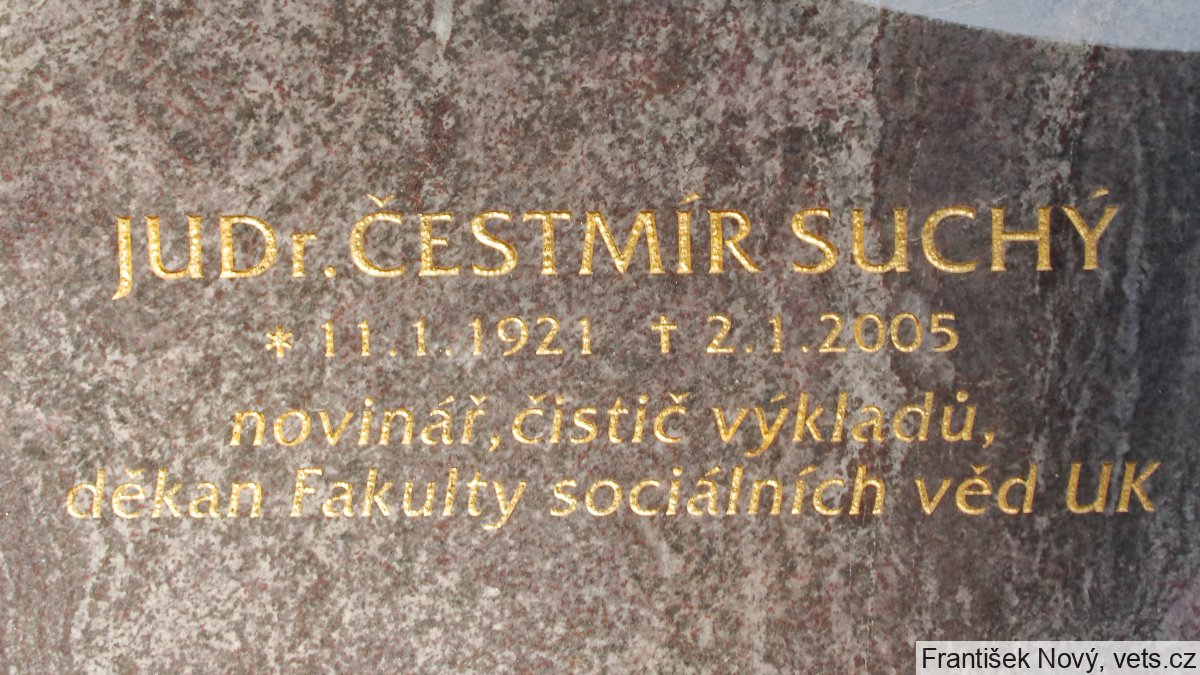 JUDr. ČESTMÍR SUCHÝ
* 11.1.1921 † 2.1.2005
novinář, čistič výkladů,
děkan Fakulty sociálních věd UK
František Nový, vets.cz